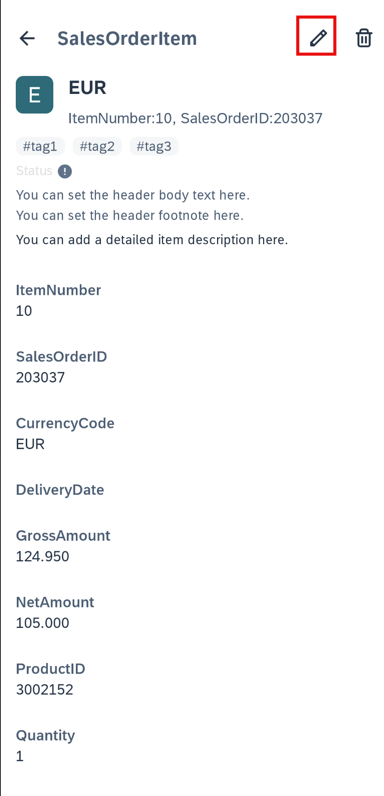 SalesOrderItem
E
EUR
ItemNumber:10, SalesOrderID:203037
#tag1 #tag2 #tag3
Status
You can set the header body text here.
You can set the header footnote here.
You can add a detailed item description here.
ItemNumber
10
SalesOrderID
203037
CurrencyCode
EUR
DeliveryDate
GrossAmount
124.950
NetAmount
105.000
ProductID
3002152
Quantity
1